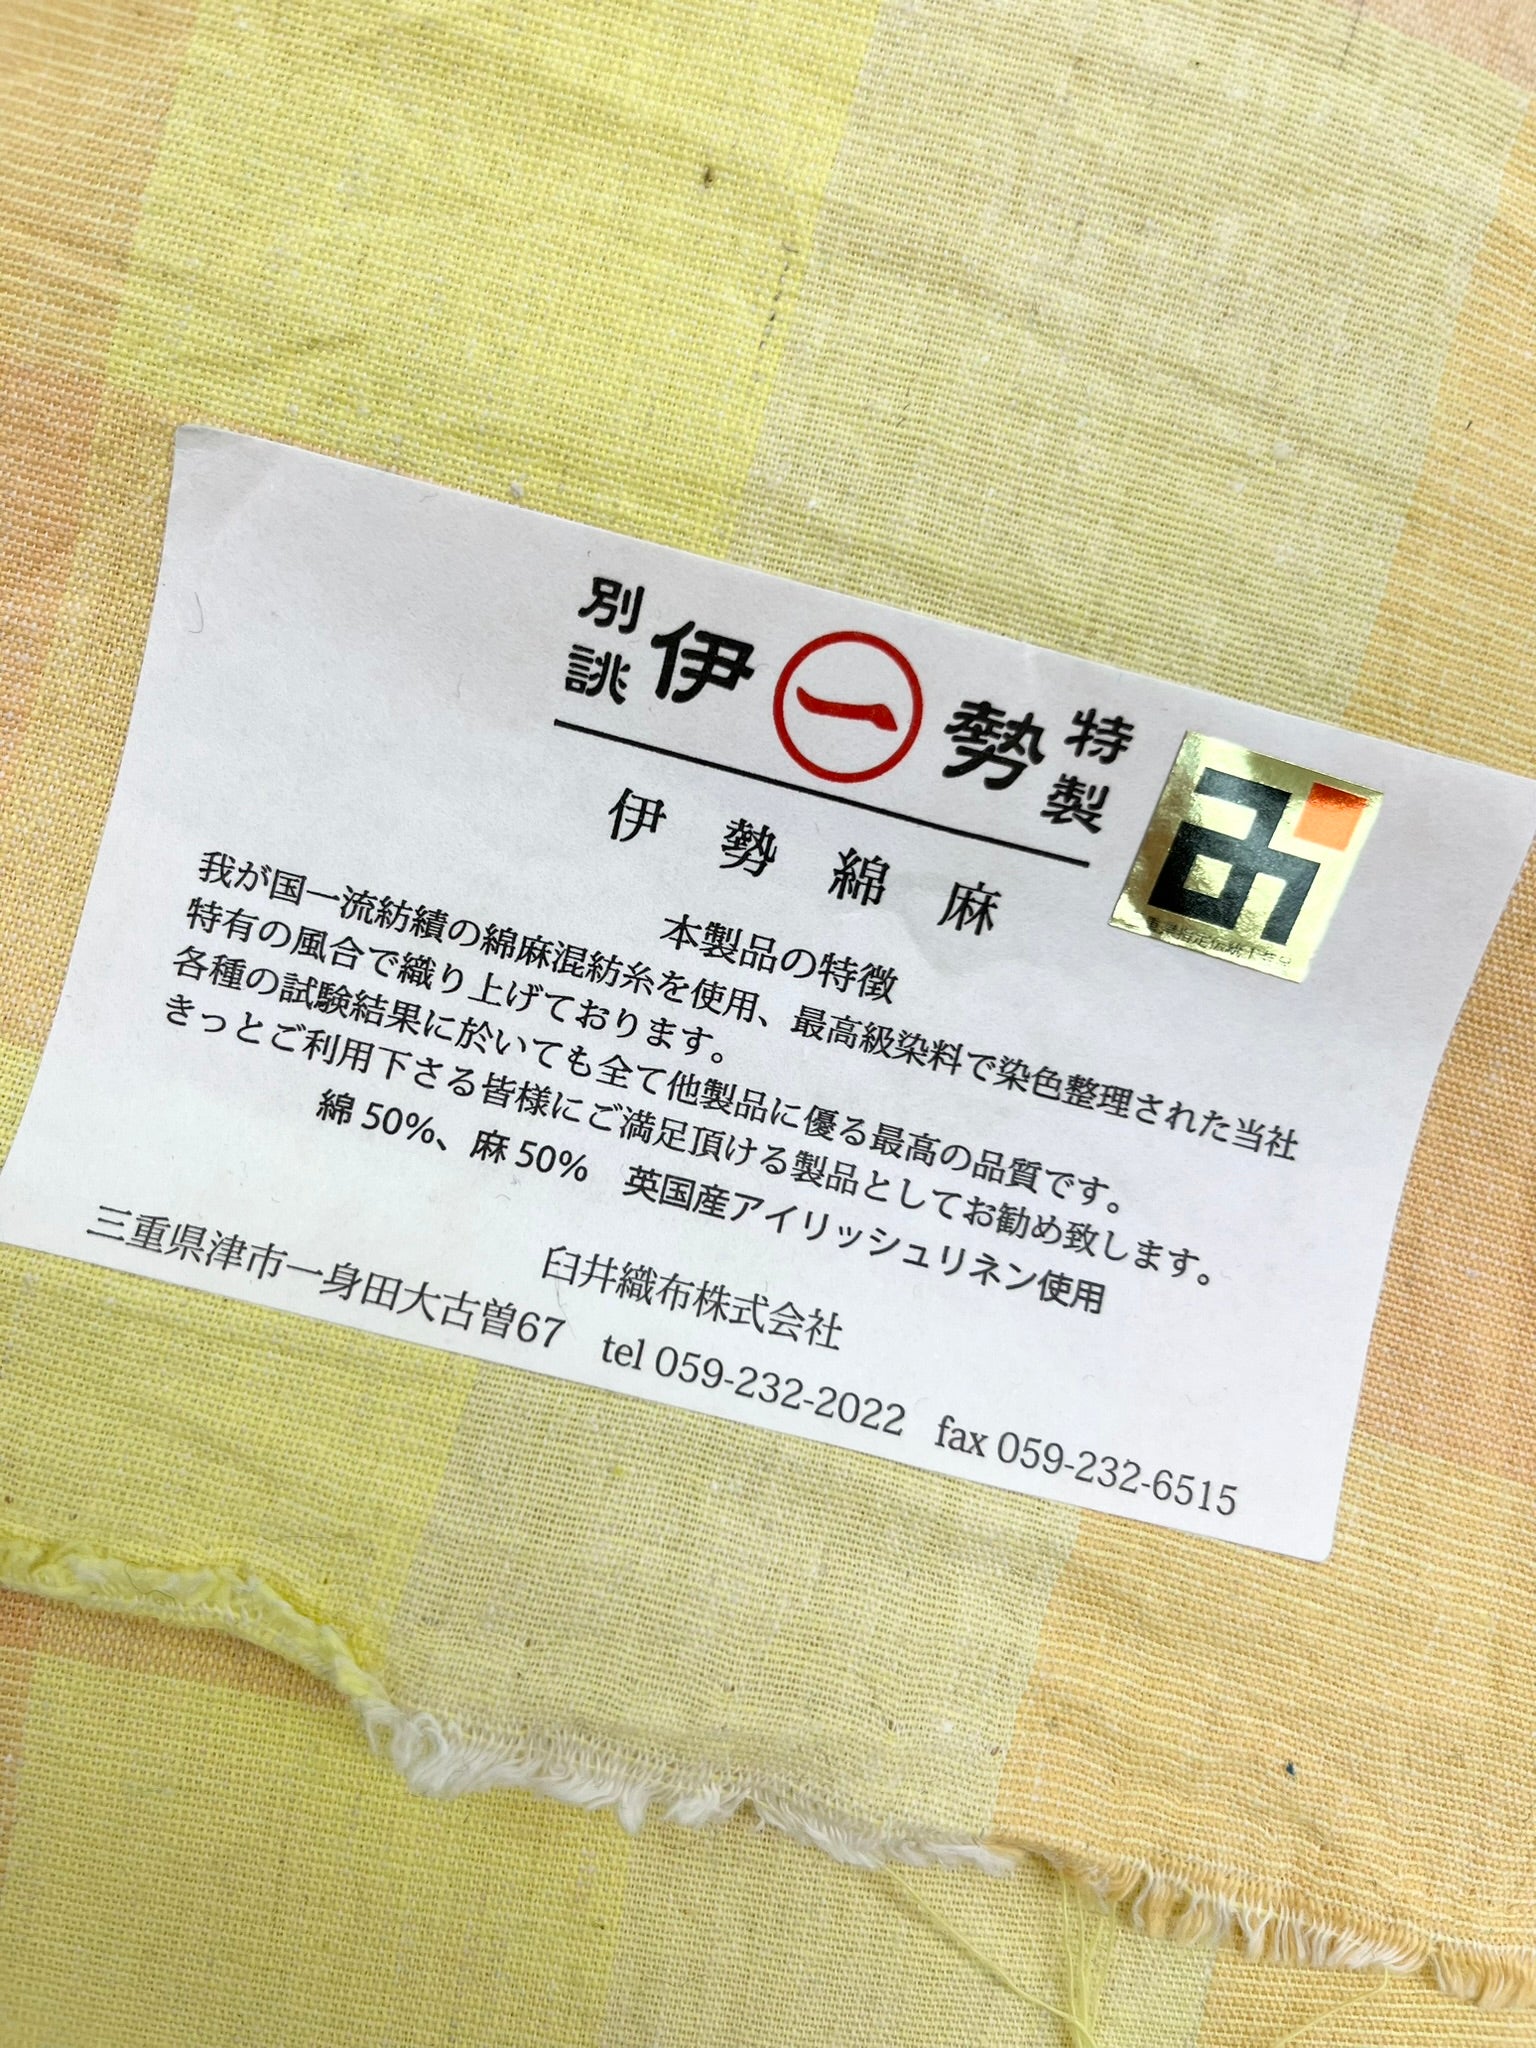 別誂 伊 一 勢 特製
伊勢綿麻
本製品の特徴
我が国一流紡績の綿麻混紡糸を使用、最高級染料で染色整理された当社
特有の風合で織り上げております。
各種の試験結果に於いても全て他製品に優る最高の品質です。
きっとご利用下さる皆様にご満足頂ける製品としてお勧め致します。
綿50%、麻50%　英国産アイリッシュリネン使用
臼井織布株式会社
三重県津市一身田大古曽67　tel 059-232-2022　fax 059-232-6515